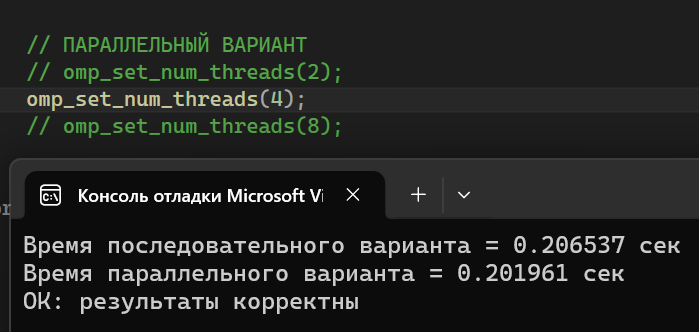 // ПАРАЛЛЕЛЬНЫЙ ВАРИАНТ
// omp_set_num_threads(2);
omp_set_num_threads(4);
// omp_set_num_threads(8);
Консоль отладки Microsoft Vi
Время последовательного варианта = 0.206537 сек
Время параллельного варианта = 0.201961 сек
ОК: результаты корректны